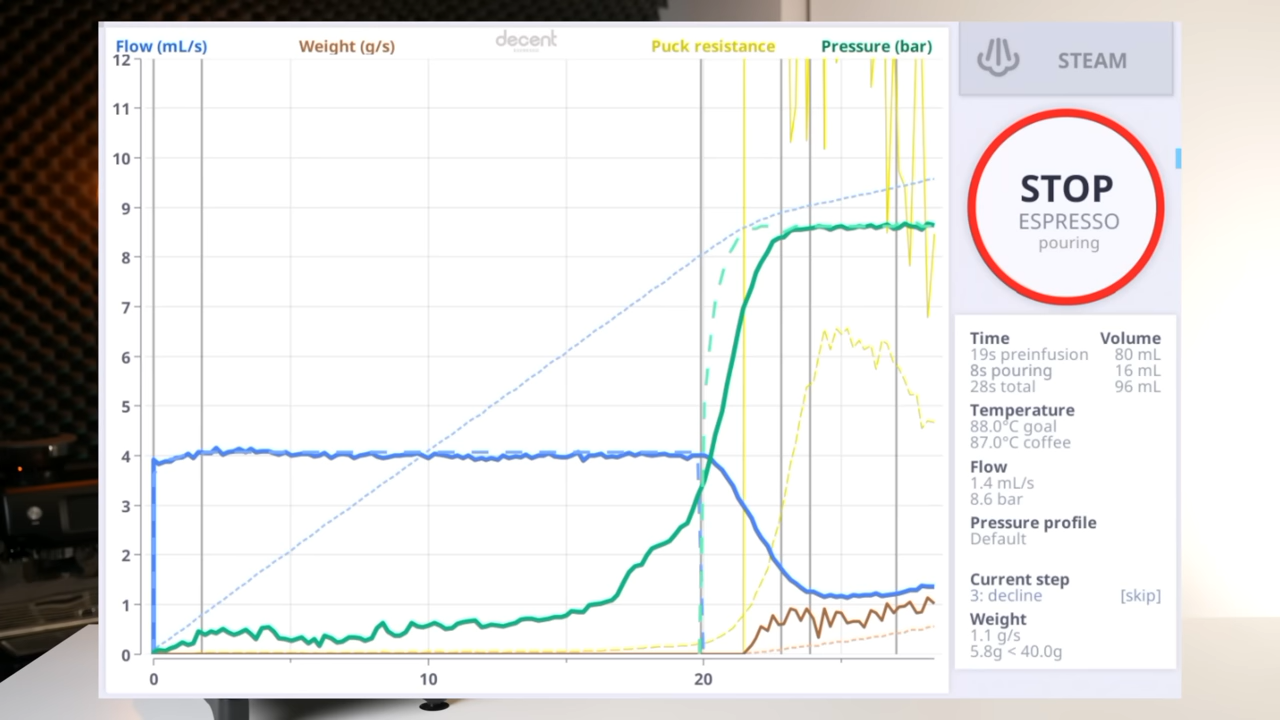 Flow (mL/s) Weight (g/s) decent Puck resistance Pressure (bar)
12
11
10
9
8
7
6
5
4
3
2
1
0
0 10 20
STEAM
STOP
ESPRESSO
pouring
Time Volume
19s preinfusion 80 mL
8s pouring 16 mL
28s total 96 mL
Temperature
88.0°C goal
87.0°C coffee
Flow
1.4 mL/s
8.6 bar
Pressure profile
Default
Current step
3: decline [skip]
Weight
1.1 g/s
5.8g < 40.0g